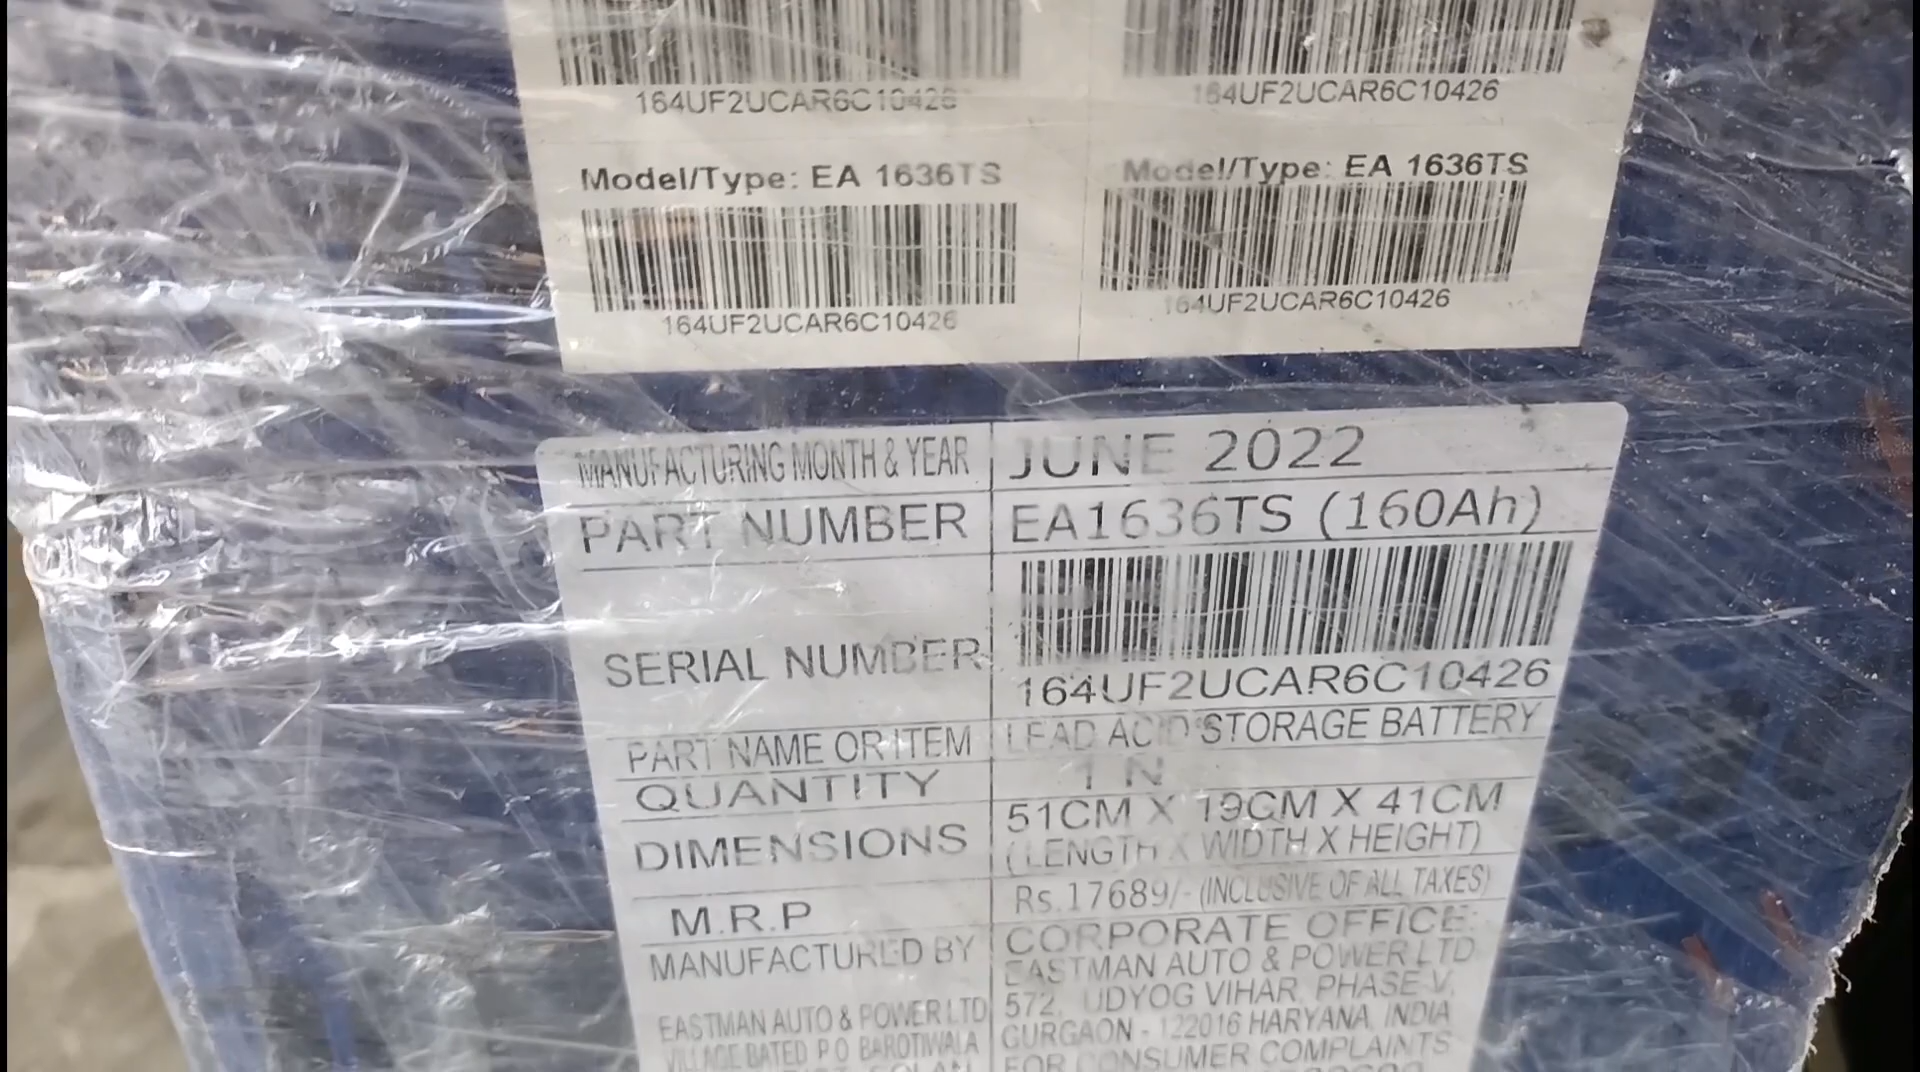 164UF2UCAR6C10426
164UF2UCAR6C10426
Model/Type: EA 1636TS
Model/Type: EA 1636TS
164UF2UCAR6C10426
164UF2UCAR6C10426
MANUFACTURING MONTH & YEAR JUNE 2022
PART NUMBER EA1636TS (160Ah)
SERIAL NUMBER
164UF2UCAR6C10426
PART NAME OR ITEM LEAD ACID STORAGE BATTERY
QUANTITY 1 N
DIMENSIONS 51CM X 19CM X 41CM
(LENGTH X WIDTH X HEIGHT)
M.R.P Rs.17689/- (INCLUSIVE OF ALL TAXES)
MANUFACTURED BY CORPORATE OFFICE:
EASTMAN AUTO & POWER LTD
572, UDYOG VIHAR, PHASE-V,
EASTMAN AUTO & POWER LTD GURGAON - 122016 HARYANA, INDIA
VILLAGE BATED P O BAROTIWALA FOR CONSUMER COMPLAINTS
SOLAN